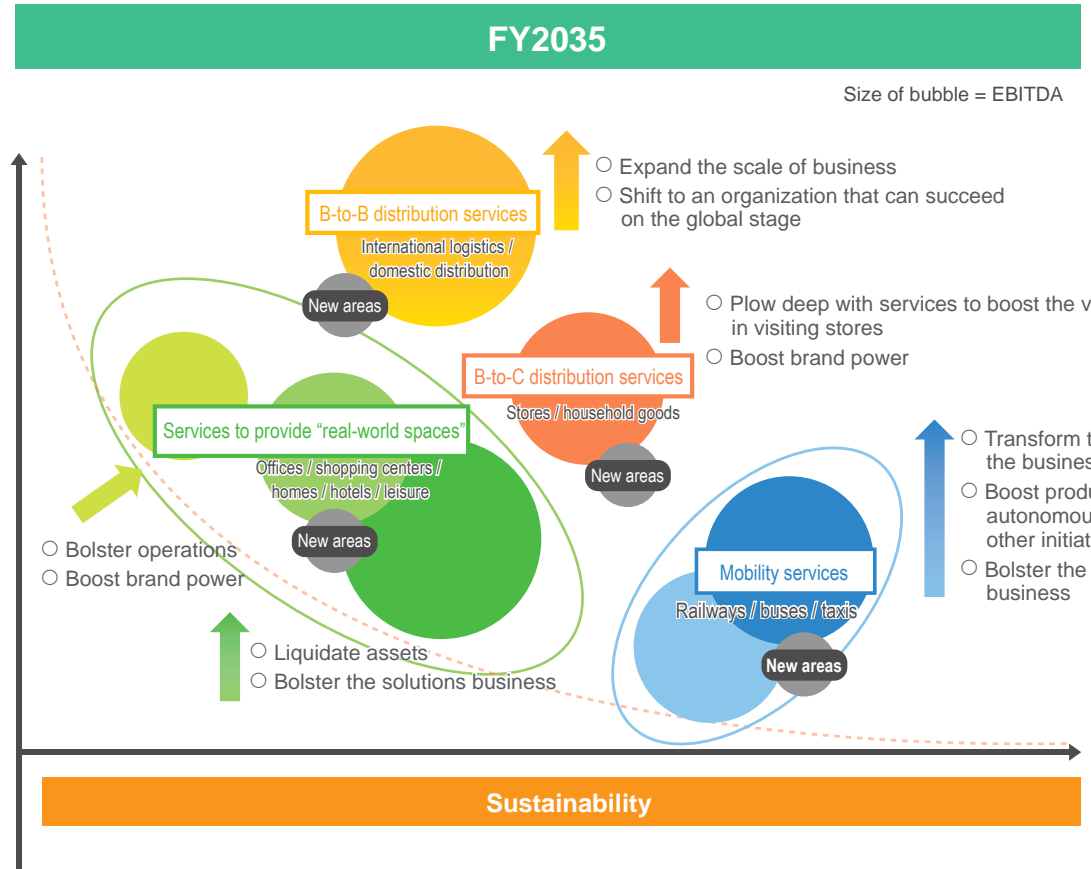 FY2035
Size of bubble = EBITDA
○ Expand the scale of business
○ Shift to an organization that can succeed
on the global stage
B-to-B distribution services
International logistics /
domestic distribution
New areas
○ Plow deep with services to boost the
in visiting stores
○ Boost brand power
B-to-C distribution services
Stores / household goods
New areas
Services to provide “real-world spaces”
Offices / shopping centers /
homes / hotels / leisure
New areas
○ Bolster operations
○ Boost brand power
○ Liquidate assets
○ Bolster the solutions business
○ Transform
the
○ Boost
other
○ Bolster the
business
Mobility services
Railways / buses / taxis
New areas
Sustainability